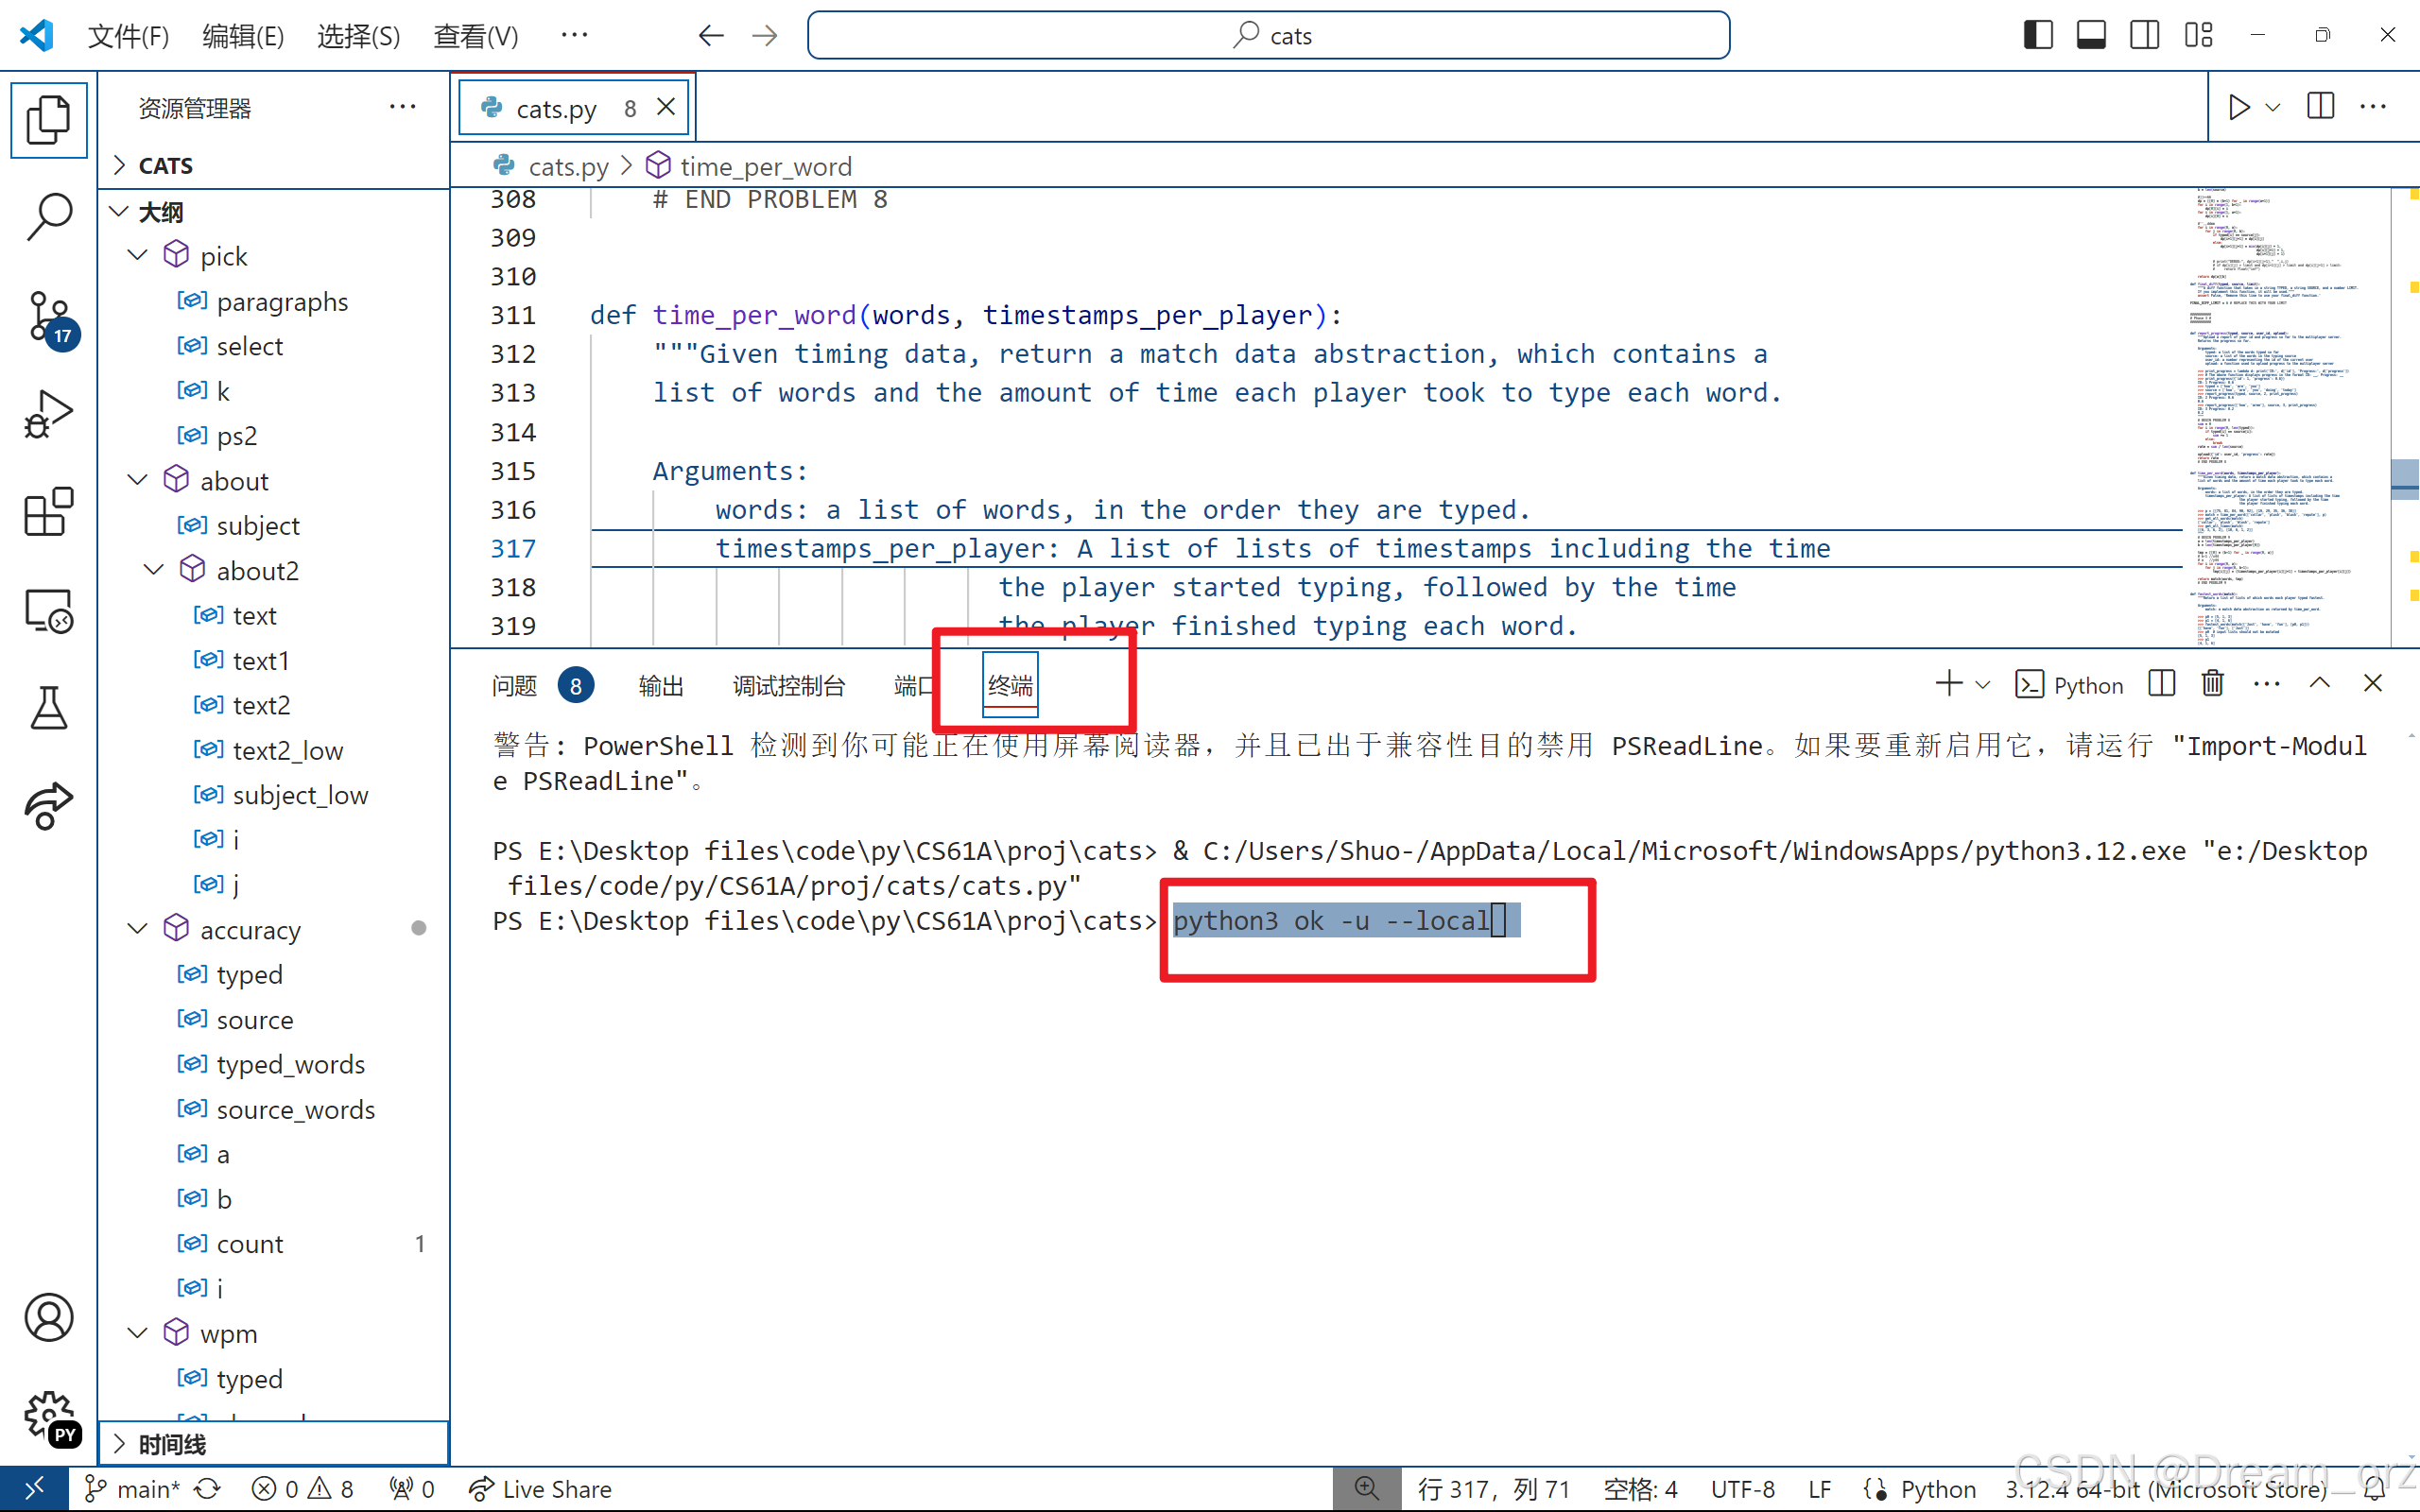 文件(F) 编辑(E) 选择(S) 查看(V) ··· cats
资源管理器 ···
cats.py 8
CATS
cats.py > time_per_word
大纲
pick
paragraphs
select
k
ps2
about
subject
about2
text
text1
text2
text2_low
subject_low
i
j
accuracy
typed
source
typed_words
source_words
a
b
count 1
i
wpm
typed
时间线
308 # END PROBLEM 8
309
310
311 def time_per_word(words, timestamps_per_player):
312 """Given timing data, return a match data abstraction, which contains a
313 list of words and the amount of time each player took to type each word.
314
315 Arguments:
316 words: a list of words, in the order they are typed.
317 timestamps_per_player: A list of lists of timestamps including the time
318 the player started typing, followed by the time
319 the player finished typing each word.
问题 8 输出 调试控制台 端口 终端 Python
警告: PowerShell 检测到你可能正在使用屏幕阅读器，并且已出于兼容性目的禁用 PSReadLine。如果要重新启用它，请运行 "Import-Modul
e PSReadLine"。
PS E:\Desktop files\code\py\CS61A\proj\cats> & C:/Users/Shuo-/AppData/Local/Microsoft/WindowsApps/python3.12.exe "e:/Desktop
files/code/py/CS61A/proj/cats/cats.py"
PS E:\Desktop files\code\py\CS61A\proj\cats> python3 ok -u --local
17
PY
main* 0 8 0 Live Share 行 317，列 71 空格: 4 UTF-8 LF Python 3.12.4 64-bit (Microsoft Store)
CSDN @Dream_orz